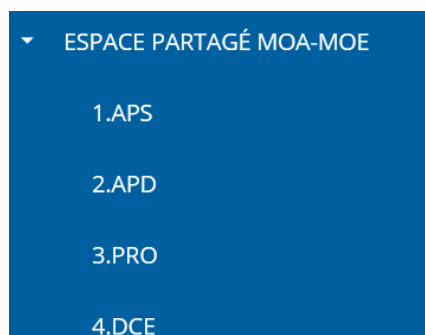 ESPACE PARTAGÉ MOA-MOE
1.APS
2.APD
3.PRO
4.DCE